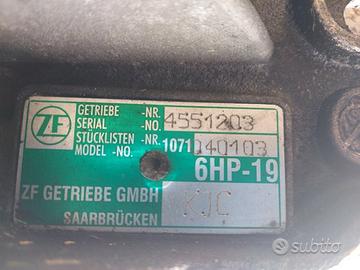 ZF
GETRIEBE -NR. 4551203
SERIAL -NO.
STÜCKLISTEN -NR. 1071 040103
MODEL -NO.
6HP-19
ZF GETRIEBE GMBH KJC
SAARBRÜCKEN
subito